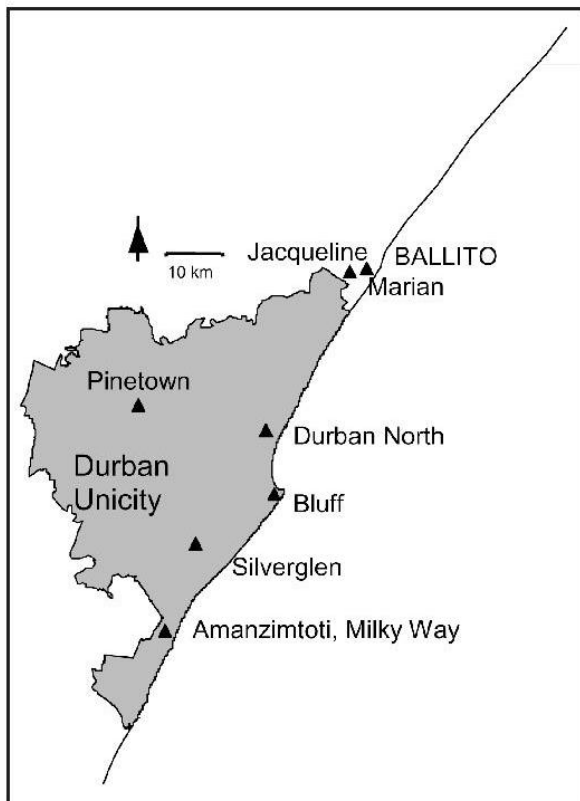 Jacqueline
BALLITO
10 km
Marian
Pinetown
Durban North
Durban
Unicity
Bluff
Silverglen
Amanzimtoti, Milky Way